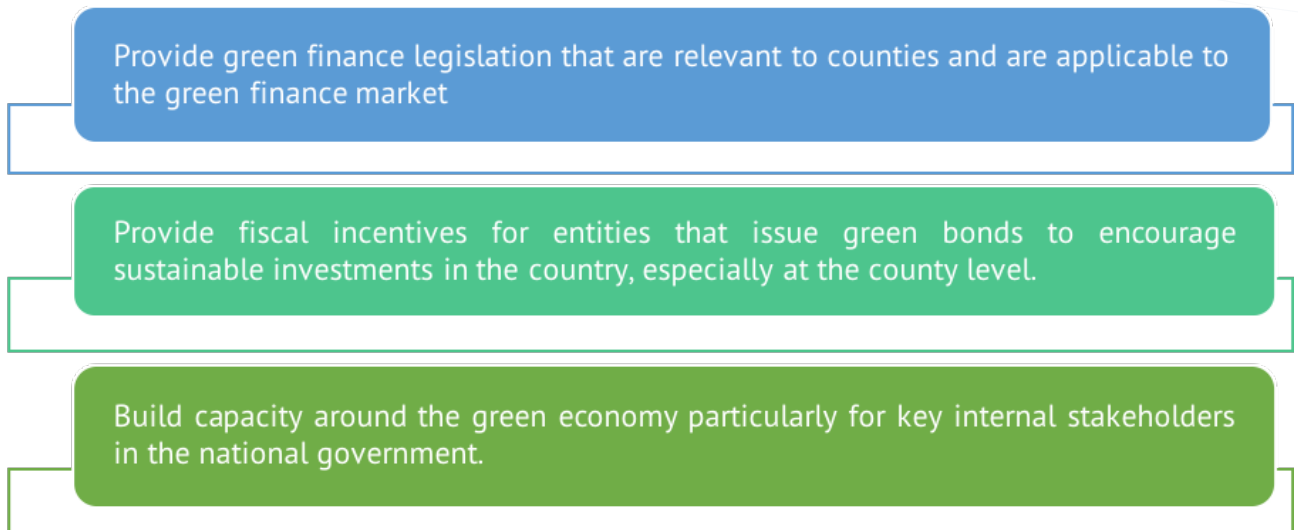 Provide green finance legislation that are relevant to counties and are applicable to
the green finance market
Provide fiscal incentives for entities that issue green bonds to encourage
sustainable investments in the country, especially at the county level.
Build capacity around the green economy particularly for key internal stakeholders
in the national government.